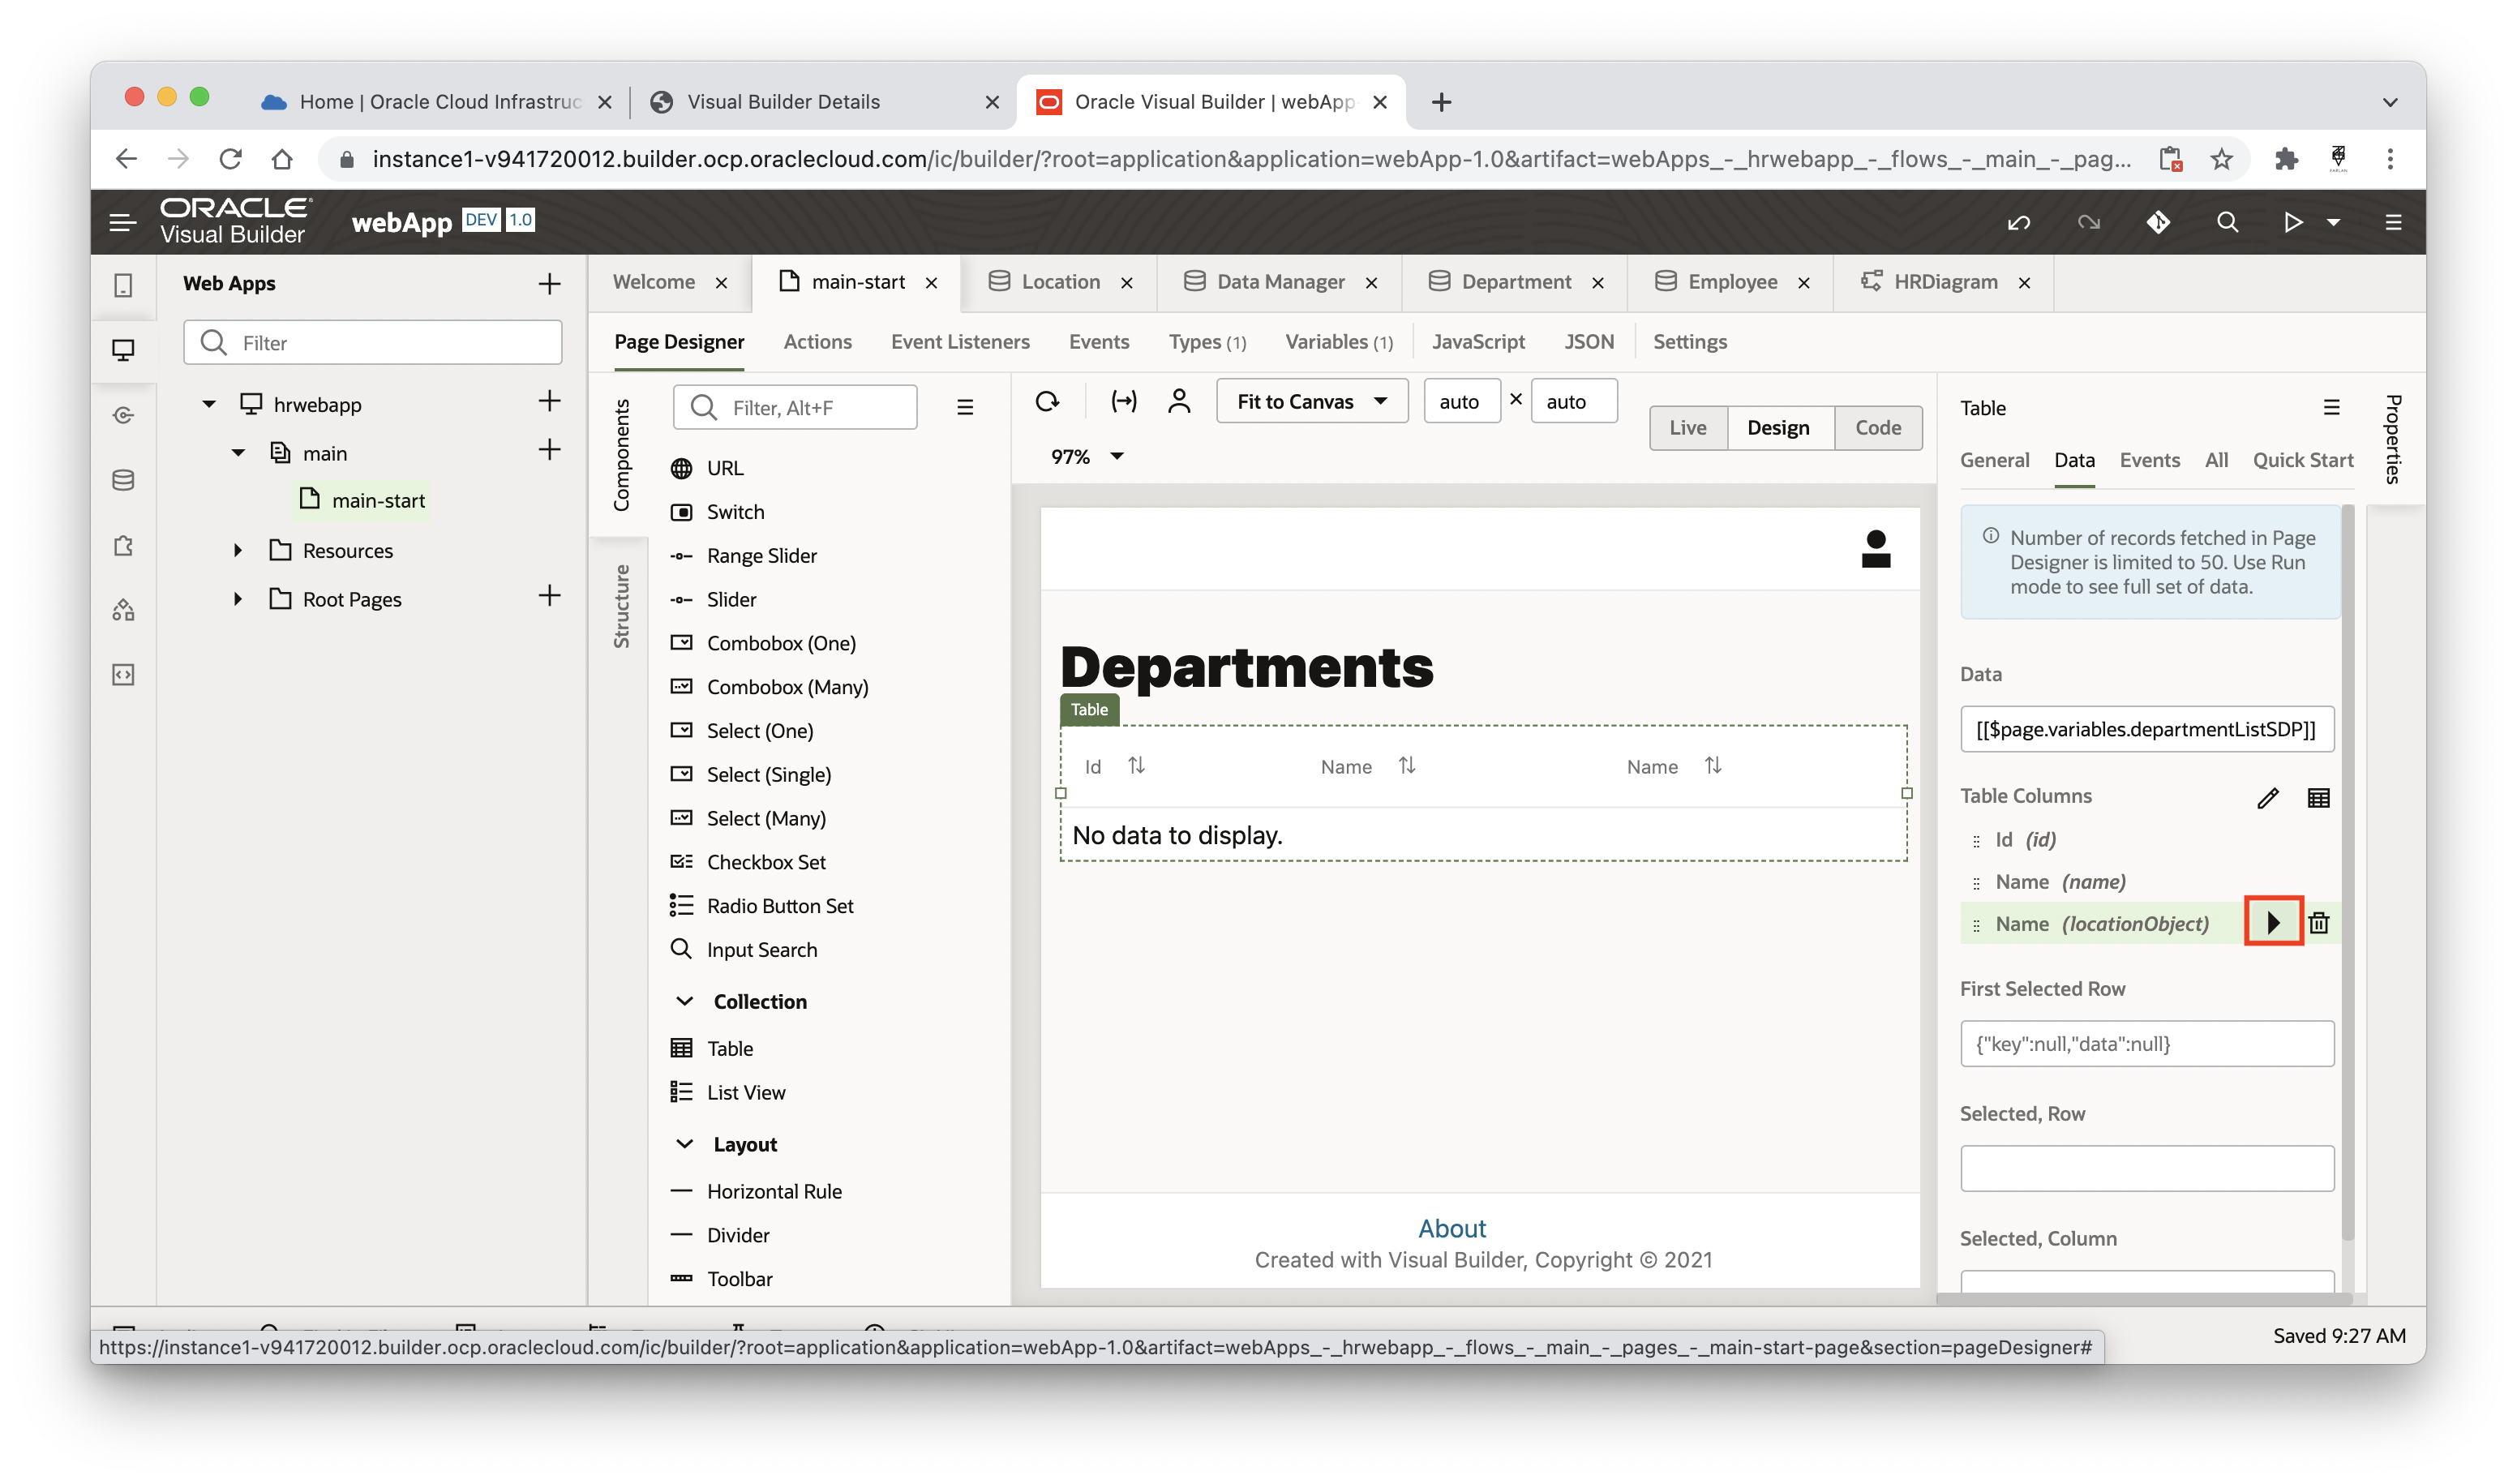 Home | Oracle Cloud Infrastruc
Visual Builder Details
Oracle Visual Builder | webApp
instance1-v941720012.builder.ocp.oraclecloud.com/ic/builder/?root=application&application=webApp-1.0&artifact=webApps_-_hrwebapp_-_flows_-_main_-_pag...
ORACLE
Visual Builder
webApp DEV 1.0
Web Apps
Filter
hrwebapp
main
main-start
Resources
Root Pages
Welcome
main-start
Location
Data Manager
Department
Employee
HRDiagram
Page Designer
Actions
Event Listeners
Events
Types (1)
Variables (1)
JavaScript
JSON
Settings
Components
Structure
Filter, Alt+F
URL
Switch
Range Slider
Slider
Combobox (One)
Combobox (Many)
Select (One)
Select (Single)
Select (Many)
Checkbox Set
Radio Button Set
Input Search
Collection
Table
List View
Layout
Horizontal Rule
Divider
Toolbar
Fit to Canvas
auto × auto
Live
Design
Code
97%
Departments
Table
Id
Name
Name
No data to display.
About
Created with Visual Builder, Copyright © 2021
Table
Properties
General
Data
Events
All
Quick Start
Number of records fetched in Page
Designer is limited to 50. Use Run
mode to see full set of data.
Data
[[$page.variables.departmentListSDP]]
Table Columns
Id (id)
Name (name)
Name (locationObject)
First Selected Row
{"key":null,"data":null}
Selected, Row
Selected, Column
https://instance1-v941720012.builder.ocp.oraclecloud.com/ic/builder/?root=application&application=webApp-1.0&artifact=webApps_-_hrwebapp_-_flows_-_main_-_pages_-_main-start-page&section=pageDesigner#
Saved 9:27 AM